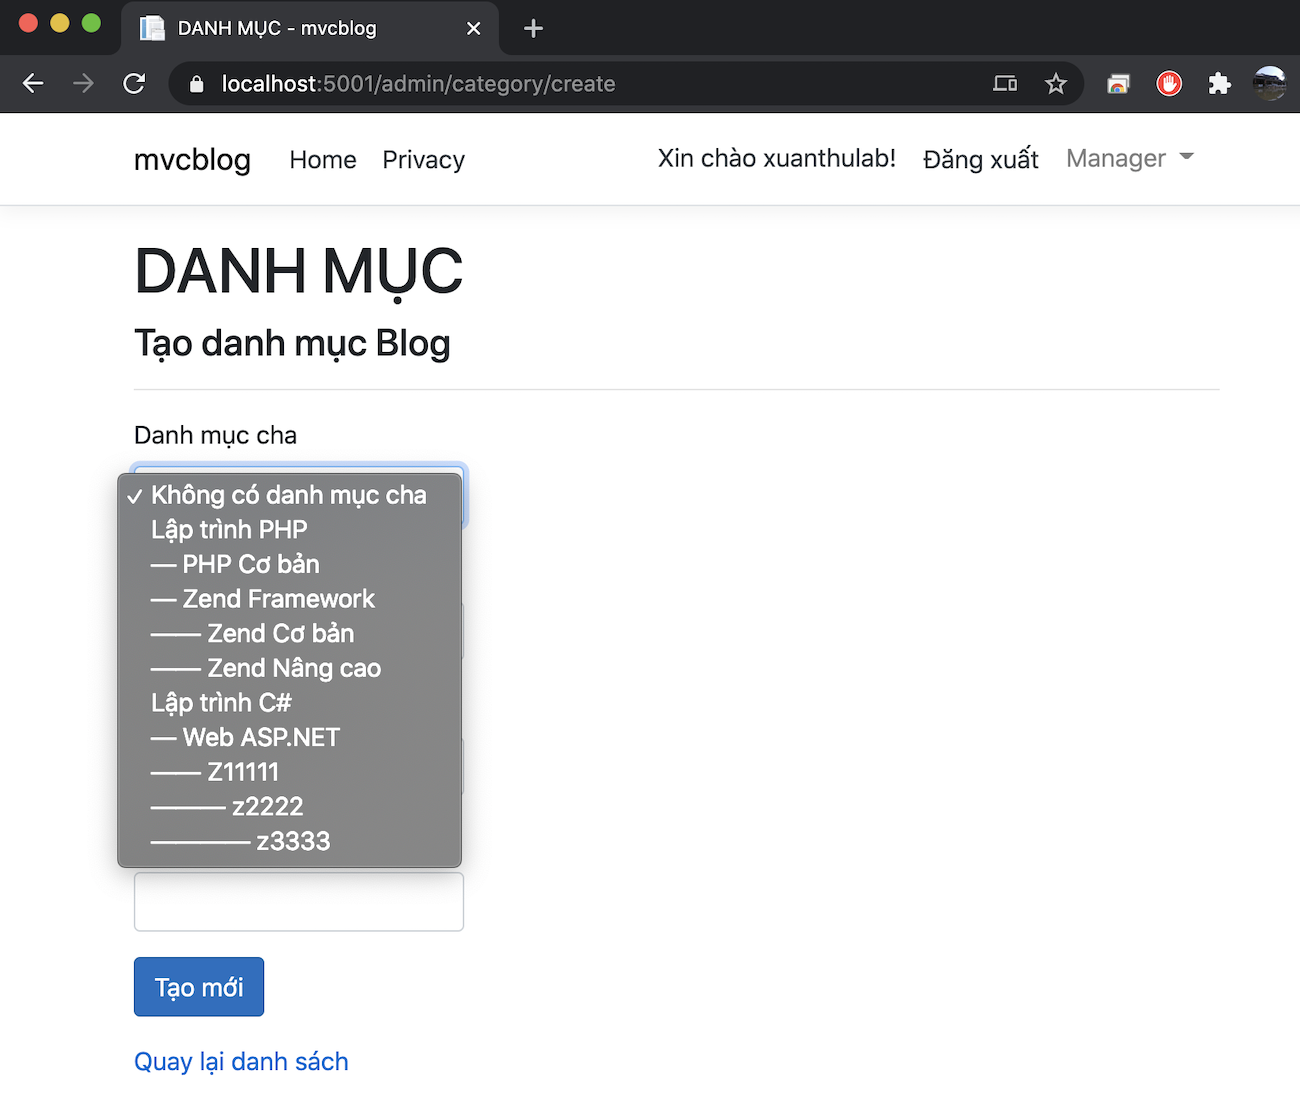 DANH MỤC - mvcblog
localhost:5001/admin/category/create
mvcblog Home Privacy Xin chào xuanthulab! Đăng xuất Manager
DANH MỤC
Tạo danh mục Blog
Danh mục cha
✓ Không có danh mục cha
Lập trình PHP
— PHP Cơ bản
— Zend Framework
—— Zend Cơ bản
—— Zend Nâng cao
Lập trình C#
— Web ASP.NET
—— Z11111
——— z2222
———— z3333
Tạo mới
Quay lại danh sách